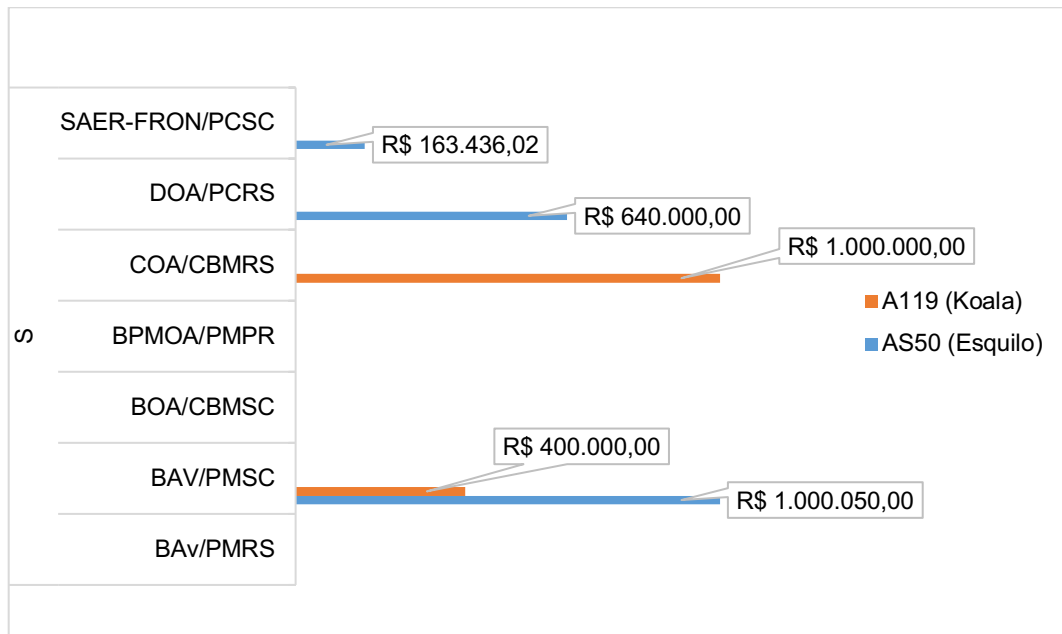 SAER-FRON/PCSC
R$ 163.436,02
DOA/PCRS
R$ 640.000,00
COA/CBMRS
R$ 1.000.000,00
A119 (Koala)
S
BPMOA/PMPR
AS50 (Esquilo)
BOA/CBMSC
R$ 400.000,00
BAV/PMSC
R$ 1.000.050,00
BAv/PMRS